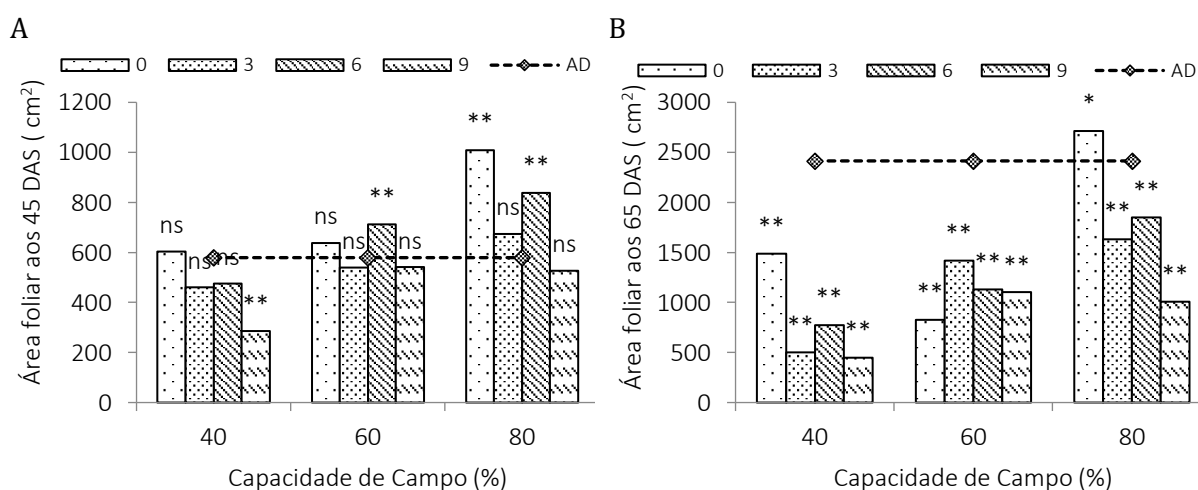 A
0 3 6 9 AD
Área foliar aos 45 DAS ( cm²)
1200
1000
800
600
400
200
0
ns ns ns **
ns ns ** ns
** ns ** ns
40 60 80
Capacidade de Campo (%)
B
0 3 6 9 AD
Área foliar aos 65 DAS ( cm²)
3000
2500
2000
1500
1000
500
0
** ** ** **
** ** ** **
* ** ** **
40 60 80
Capacidade de Campo (%)